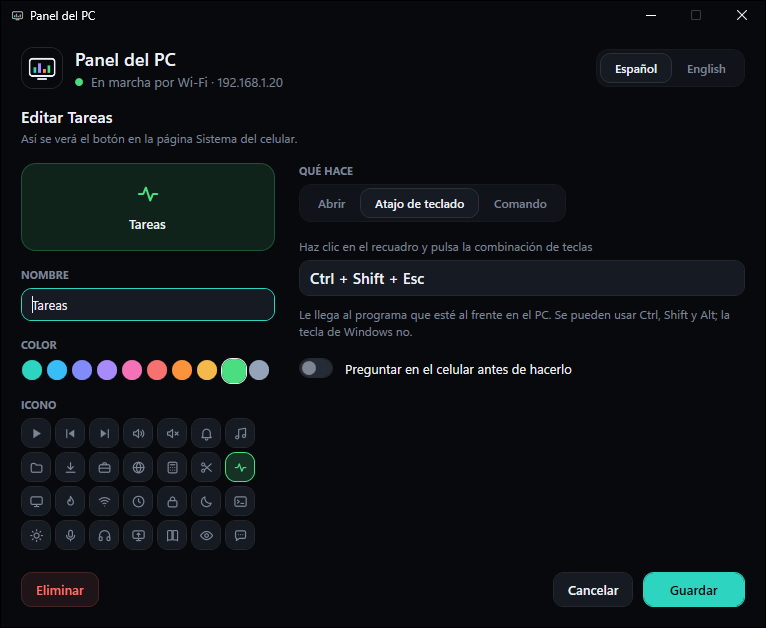 Panel del PC
Panel del PC
En marcha por Wi-Fi · 192.168.1.20
Español
English
Editar Tareas
Así se verá el botón en la página Sistema del celular.
Tareas
NOMBRE
Tareas
COLOR
ICONO
QUÉ HACE
Abrir
Atajo de teclado
Comando
Haz clic en el recuadro y pulsa la combinación de teclas
Ctrl + Shift + Esc
Le llega al programa que esté al frente en el PC. Se pueden usar Ctrl, Shift y Alt; la
tecla de Windows no.
Preguntar en el celular antes de hacerlo
Eliminar
Cancelar
Guardar